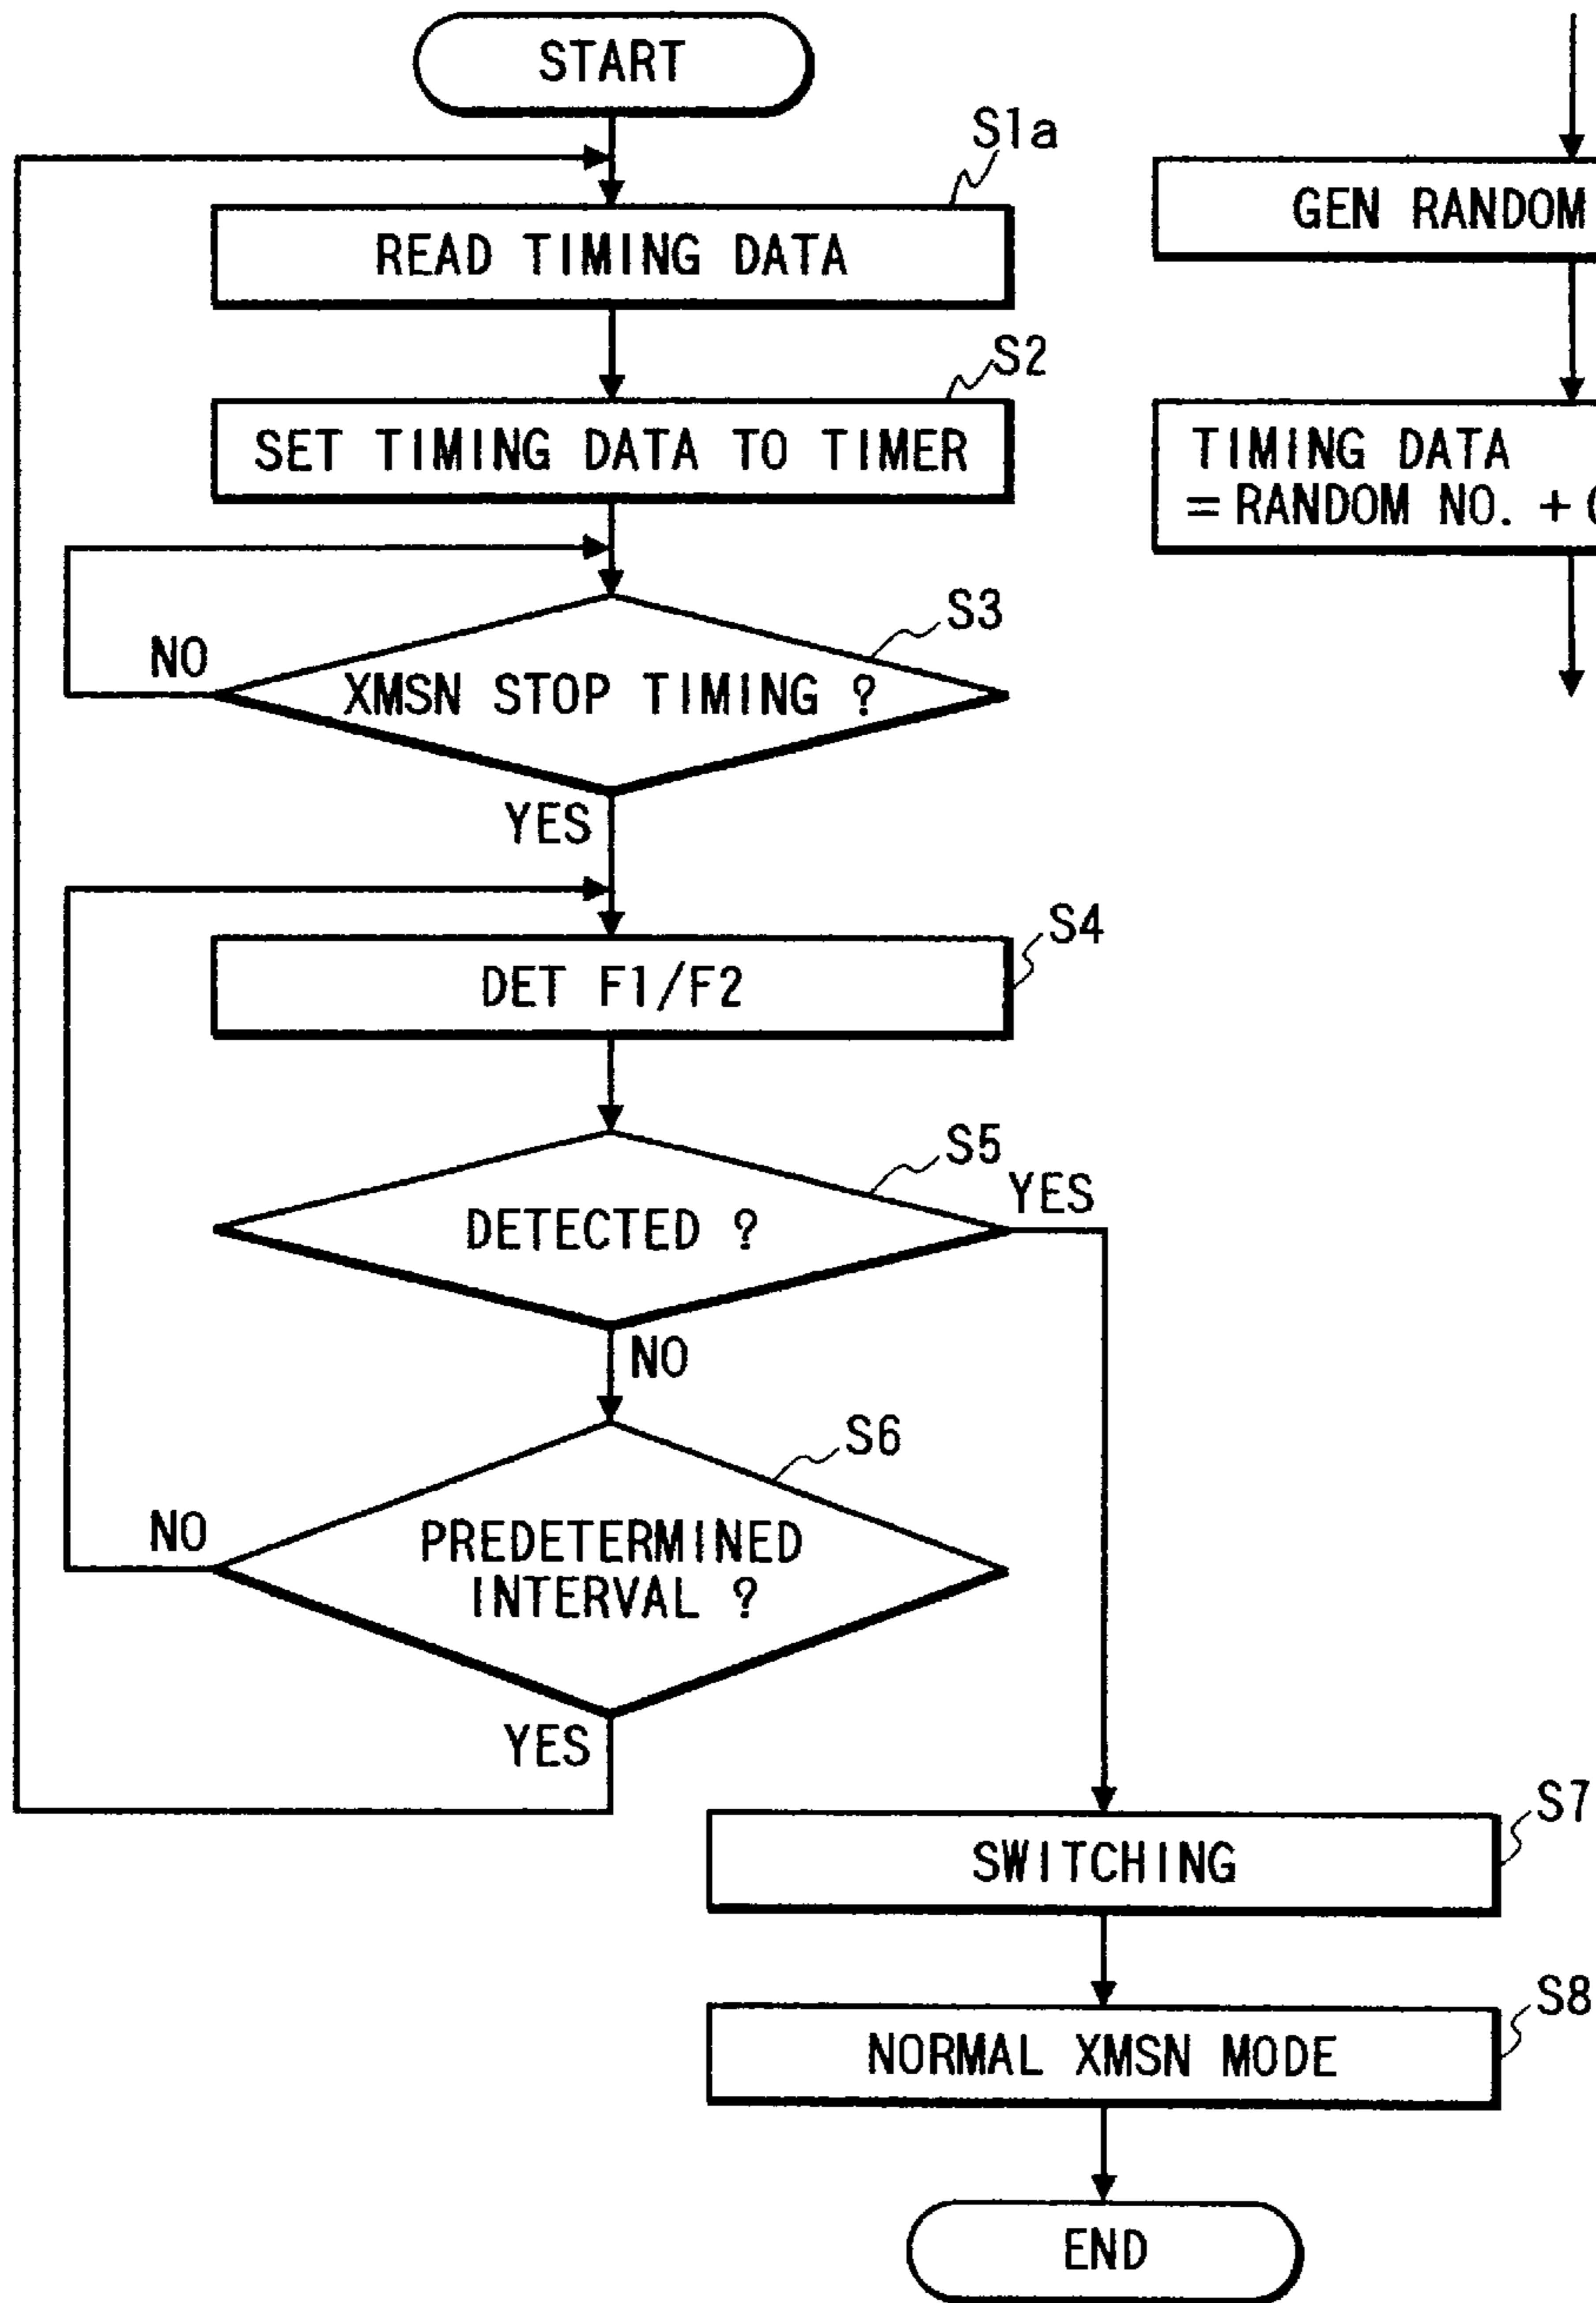 START
S1a
READ TIMING DATA
S2
SET TIMING DATA TO TIMER
S3
NO
XMSN STOP TIMING ?
YES
S4
DET F1/F2
S5
YES
DETECTED ?
NO
S6
NO
PREDETERMINED
INTERVAL ?
YES
S7
SWITCHING
S8
NORMAL XMSN MODE
END
GEN RANDOM
TIMING DATA
= RANDOM NO. +